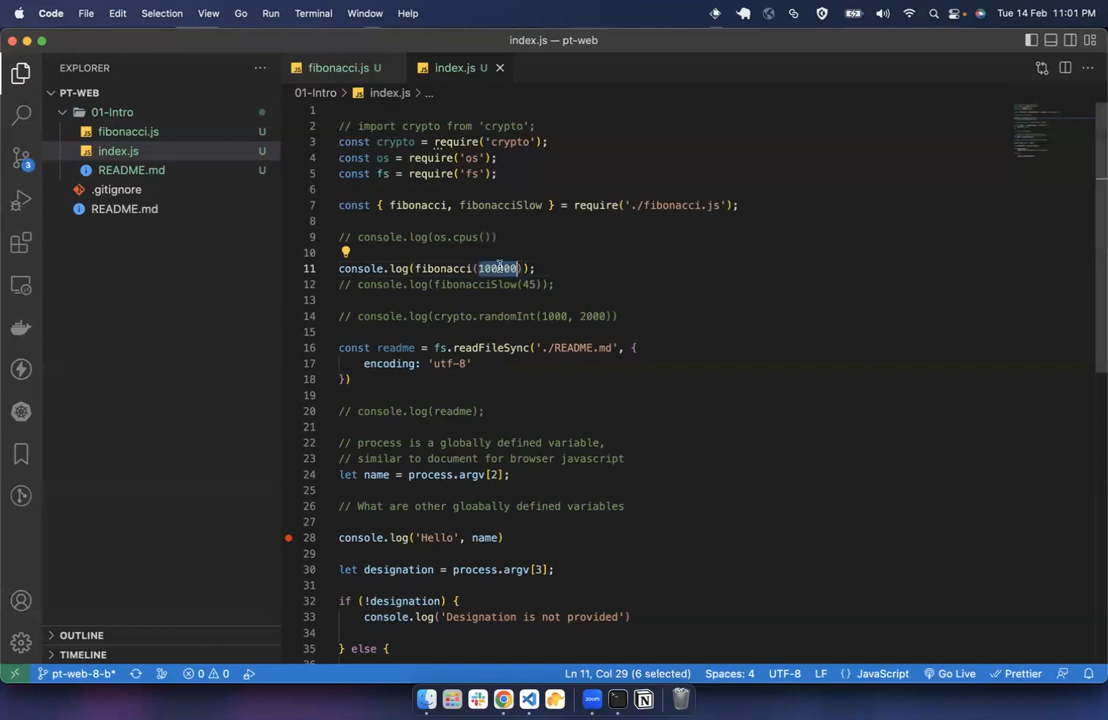 Code File Edit Selection View Go Run Terminal Window Help Tue 14 Feb 11:01 PM
index.js — pt-web
EXPLORER
fibonacci.js U index.js U
PT-WEB
01-Intro
fibonacci.js U
index.js U
README.md U
.gitignore
README.md
OUTLINE
TIMELINE
3
01-Intro > index.js > ...
1
2 // import crypto from 'crypto';
3 const crypto = require('crypto');
4 const os = require('os');
5 const fs = require('fs');
6
7 const { fibonacci, fibonacciSlow } = require('./fibonacci.js');
8
9 // console.log(os.cpus())
10
11 console.log(fibonacci(100000));
12 // console.log(fibonacciSlow(45));
13
14 // console.log(crypto.randomInt(1000, 2000))
15
16 const readme = fs.readFileSync('./README.md', {
17 encoding: 'utf-8'
18 })
19
20 // console.log(readme);
21
22 // process is a globally defined variable,
23 // similar to document for browser javascript
24 let name = process.argv[2];
25
26 // What are other gloabally defined variables
27
28 console.log('Hello', name)
29
30 let designation = process.argv[3];
31
32 if (!designation) {
33 console.log('Designation is not provided')
34
35 } else {
pt-web-8-b* 0 0 Ln 11, Col 29 (6 selected) Spaces: 4 UTF-8 LF JavaScript Go Live Prettier